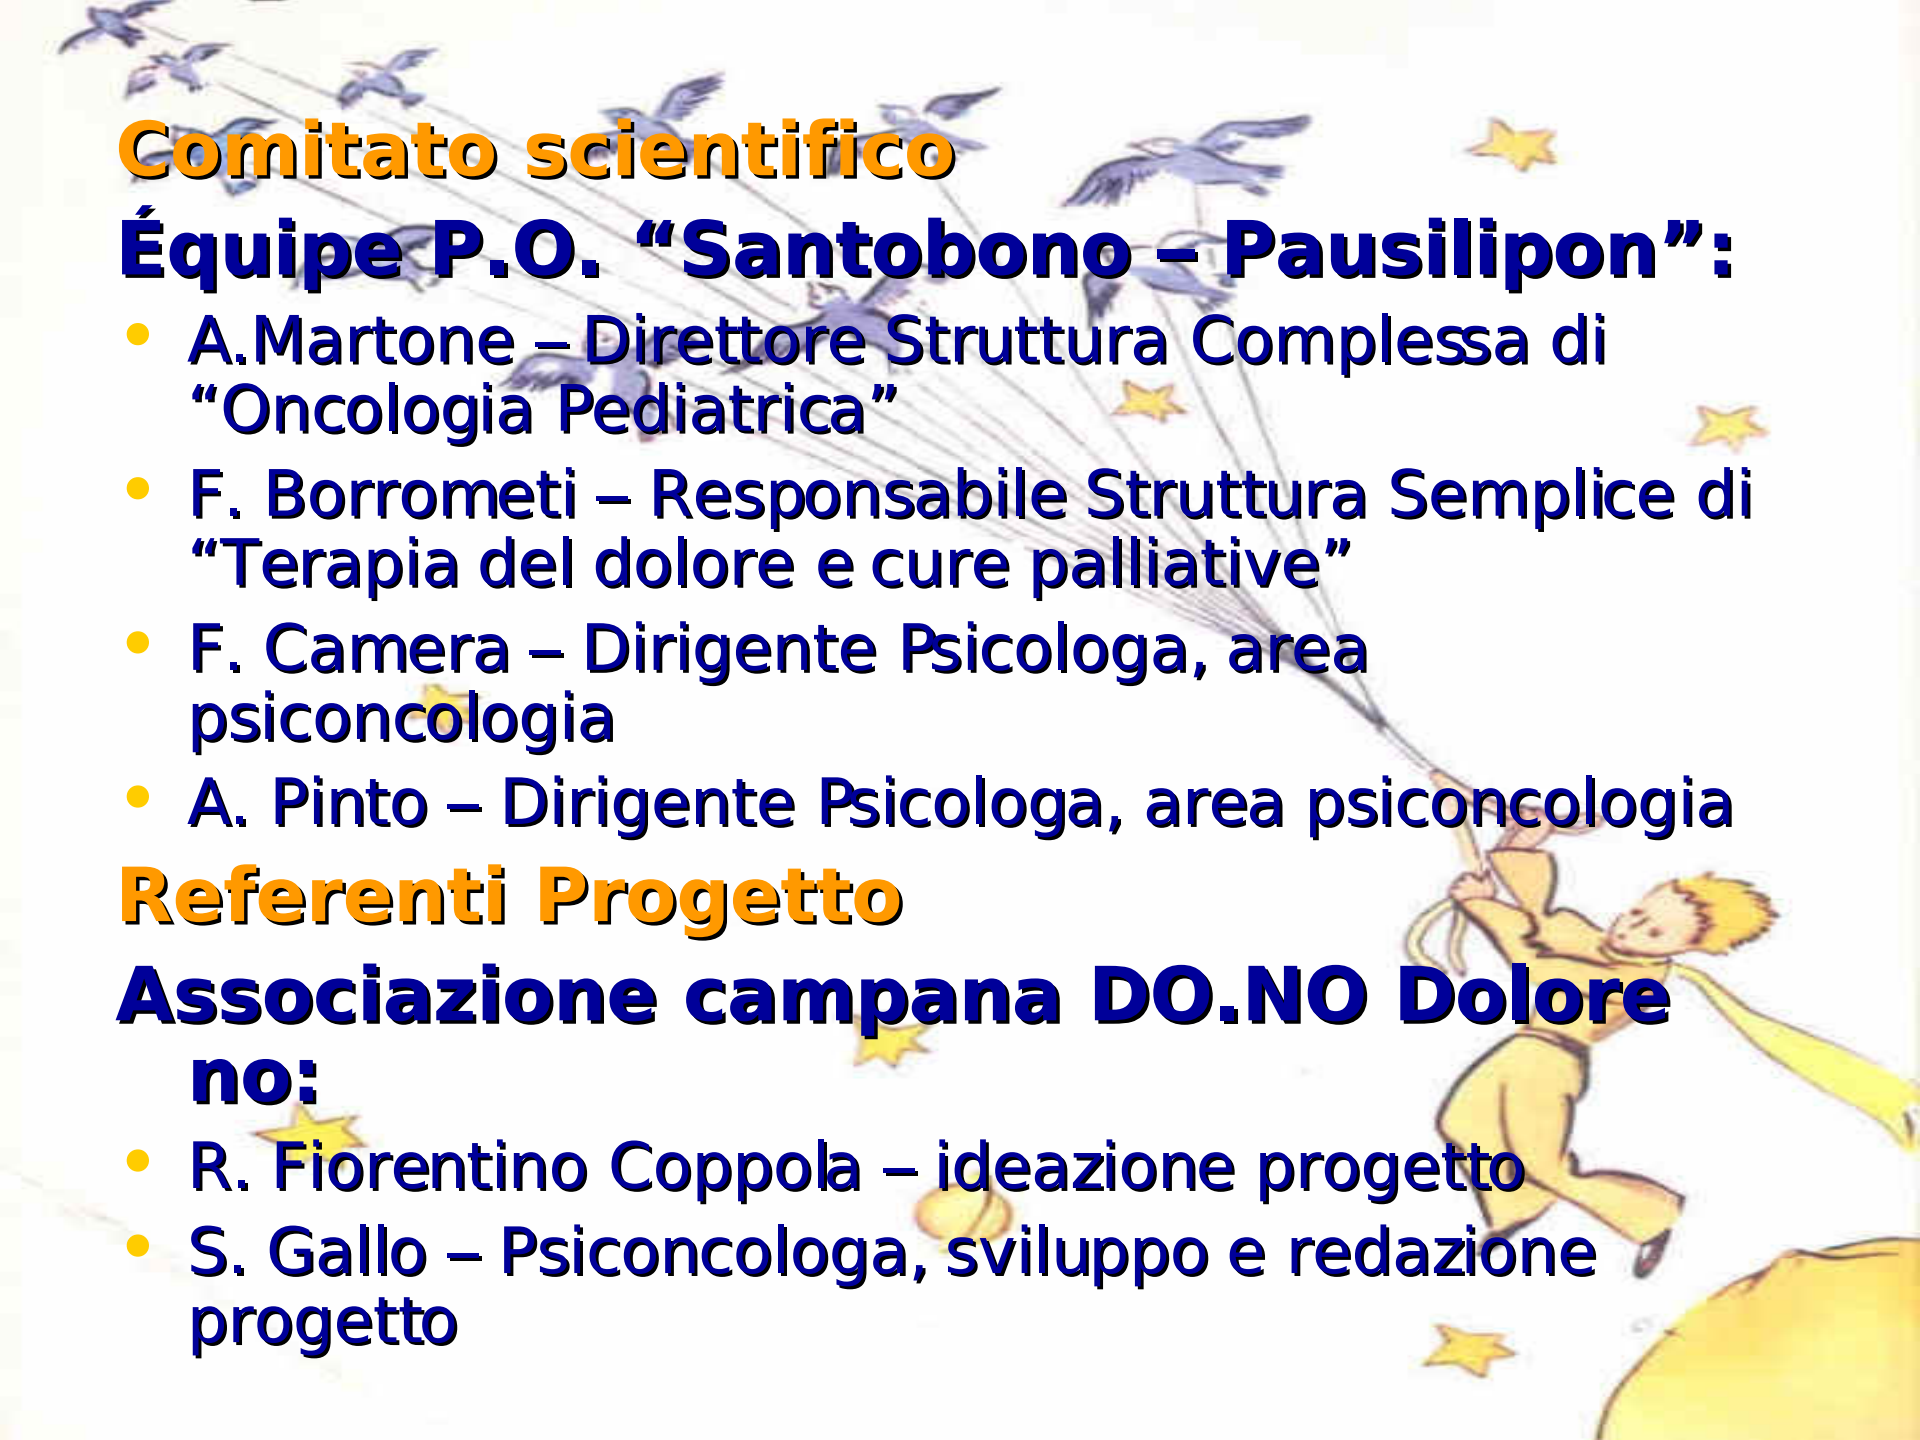 Comitato scientifico
Équipe P.O. “Santobono – Pausilipon”:
• A.Martone – Direttore Struttura Complessa di
“Oncologia Pediatrica”
• F. Borrometi – Responsabile Struttura Semplice di
“Terapia del dolore e cure palliative”
• F. Camera – Dirigente Psicologa, area
psiconcologia
• A. Pinto – Dirigente Psicologa, area psiconcologia
Referenti Progetto
Associazione campana DO.NO Dolore
no:
• R. Fiorentino Coppola – ideazione progetto
• S. Gallo – Psiconcologa, sviluppo e redazione
progetto